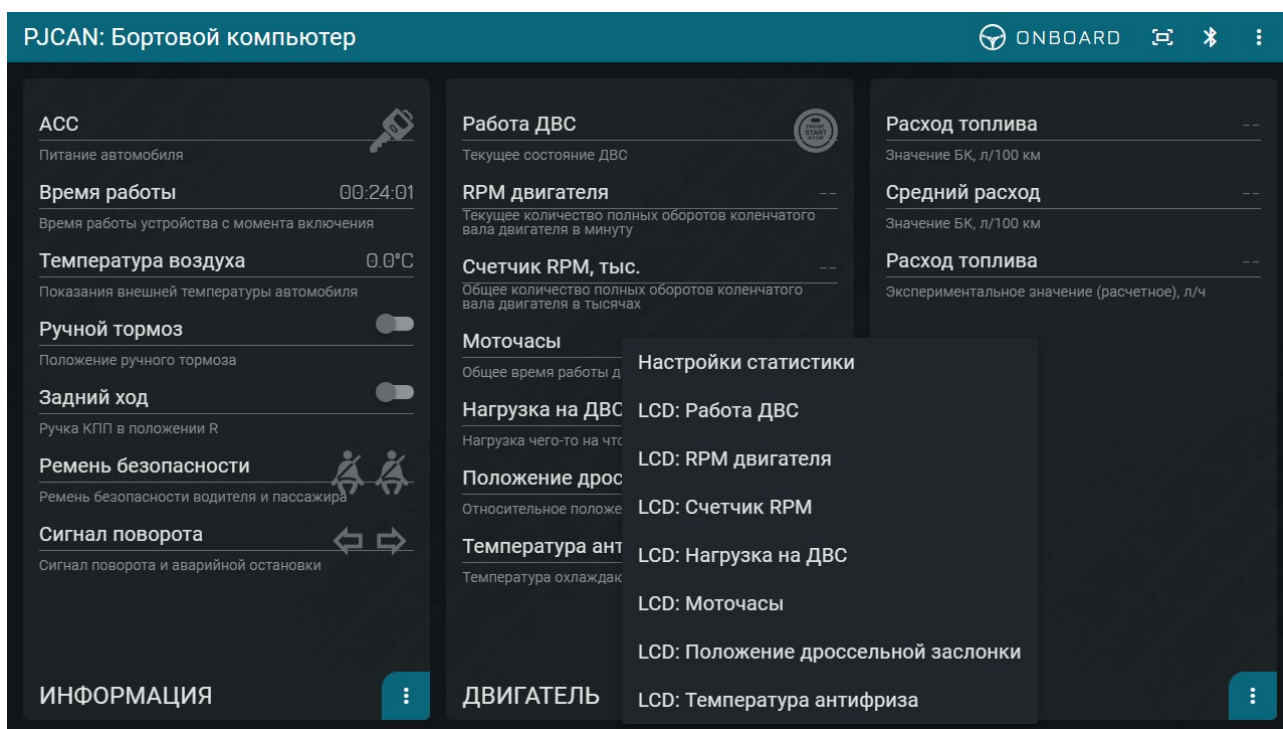 PJCAN: Бортовой компьютер
ONBOARD
ACC
Питание автомобиля
Время работы 00:24:01
Время работы устройства с момента включения
Температура воздуха 0.0°C
Показания внешней температуры автомобиля
Ручной тормоз
Положение ручного тормоза
Задний ход
Ручка КПП в положении R
Ремень безопасности
Ремень безопасности водителя и пассажира
Сигнал поворота
Сигнал поворота и аварийной остановки
ИНФОРМАЦИЯ
Работа ДВС
ENGINE
START
STOP
Текущее состояние ДВС
RPM двигателя --
Текущее количество полных оборотов коленчатого
вала двигателя в минуту
Счетчик RPM, тыс. --
Общее количество полных оборотов коленчатого
вала двигателя в тысячах
Моточасы
Общее время работы д
Нагрузка на ДВС
Нагрузка чего-то на что
Положение дрос
Относительное положе
Температура ант
Температура охлаждаю
ДВИГАТЕЛЬ
Настройки статистики
LCD: Работа ДВС
LCD: RPM двигателя
LCD: Счетчик RPM
LCD: Нагрузка на ДВС
LCD: Моточасы
LCD: Положение дроссельной заслонки
LCD: Температура антифриза
Расход топлива --
Значение БК, л/100 км
Средний расход --
Значение БК, л/100 км
Расход топлива --
Экспериментальное значение (расчетное), л/ч